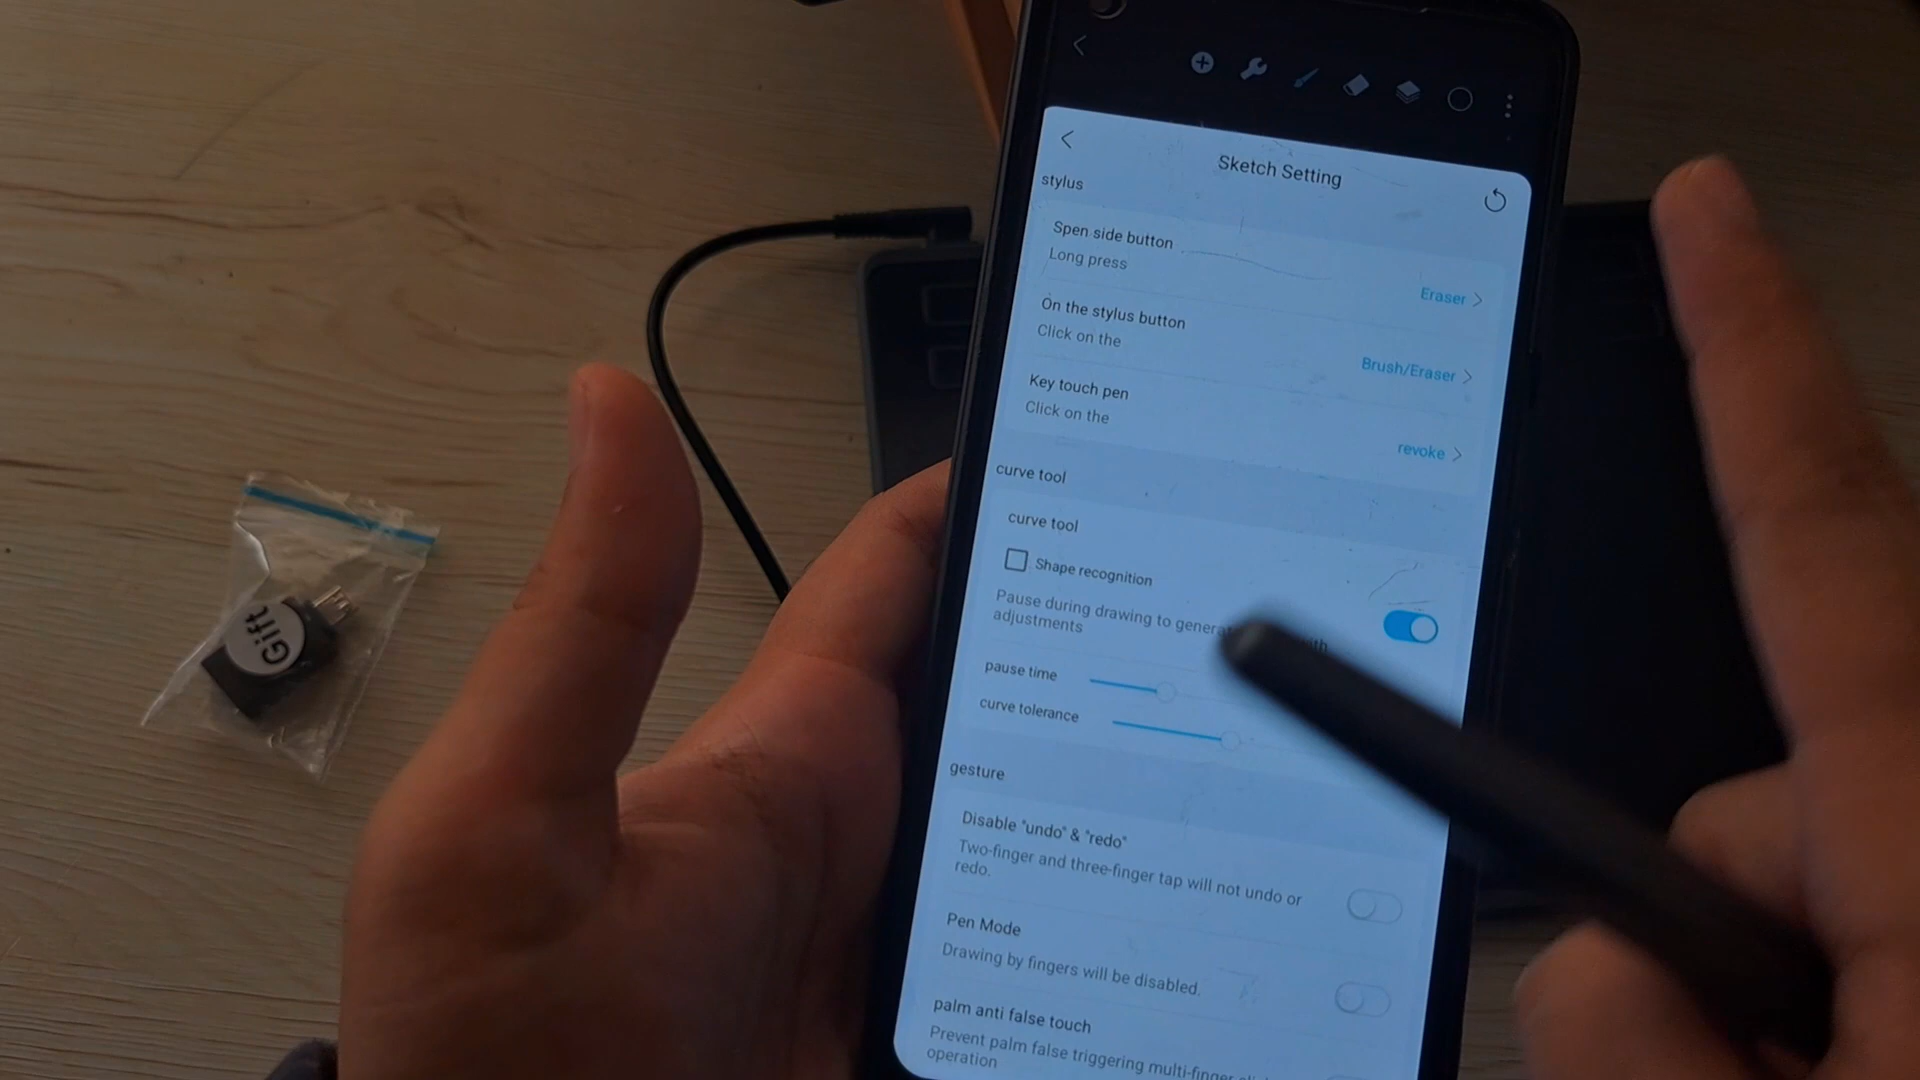 Sketch Setting
stylus
Spen side button
Long press
Eraser
On the stylus button
Click on the
Brush/Eraser
Key touch pen
Click on the
revoke
curve tool
curve tool
Shape recognition
Pause during drawing to
adjustments
pause time
curve tolerance
gesture
Disable "undo" & "redo"
Two-finger and three-finger tap will not undo or
redo.
Pen Mode
Drawing by fingers will be disabled.
palm anti false touch
Prevent palm false triggering multi-finger
operation
Gift